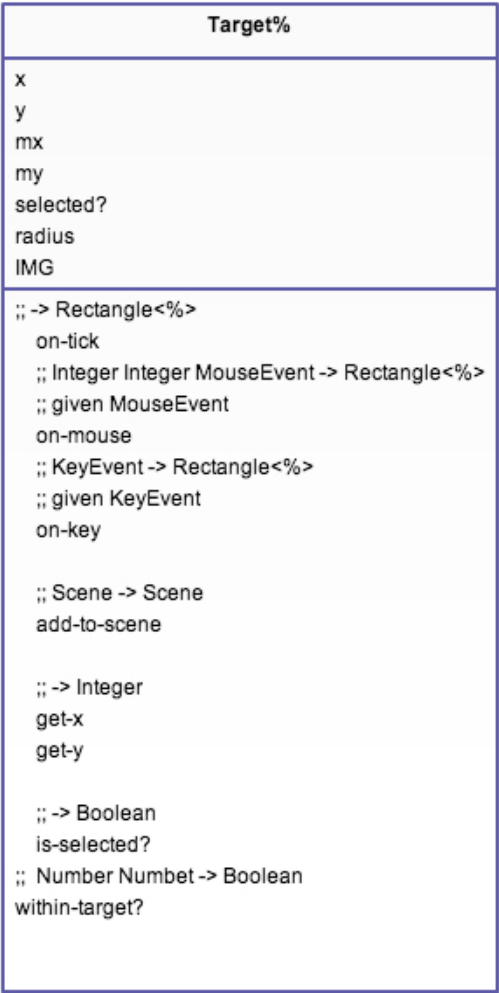 Target%
x
y
mx
my
selected?
radius
IMG
;; -> Rectangle<%>
on-tick
;; Integer Integer MouseEvent -> Rectangle<%>
;; given MouseEvent
on-mouse
;; KeyEvent -> Rectangle<%>
;; given KeyEvent
on-key
;; Scene -> Scene
add-to-scene
;; -> Integer
get-x
get-y
;; -> Boolean
is-selected?
;; Number Numbet -> Boolean
within-target?